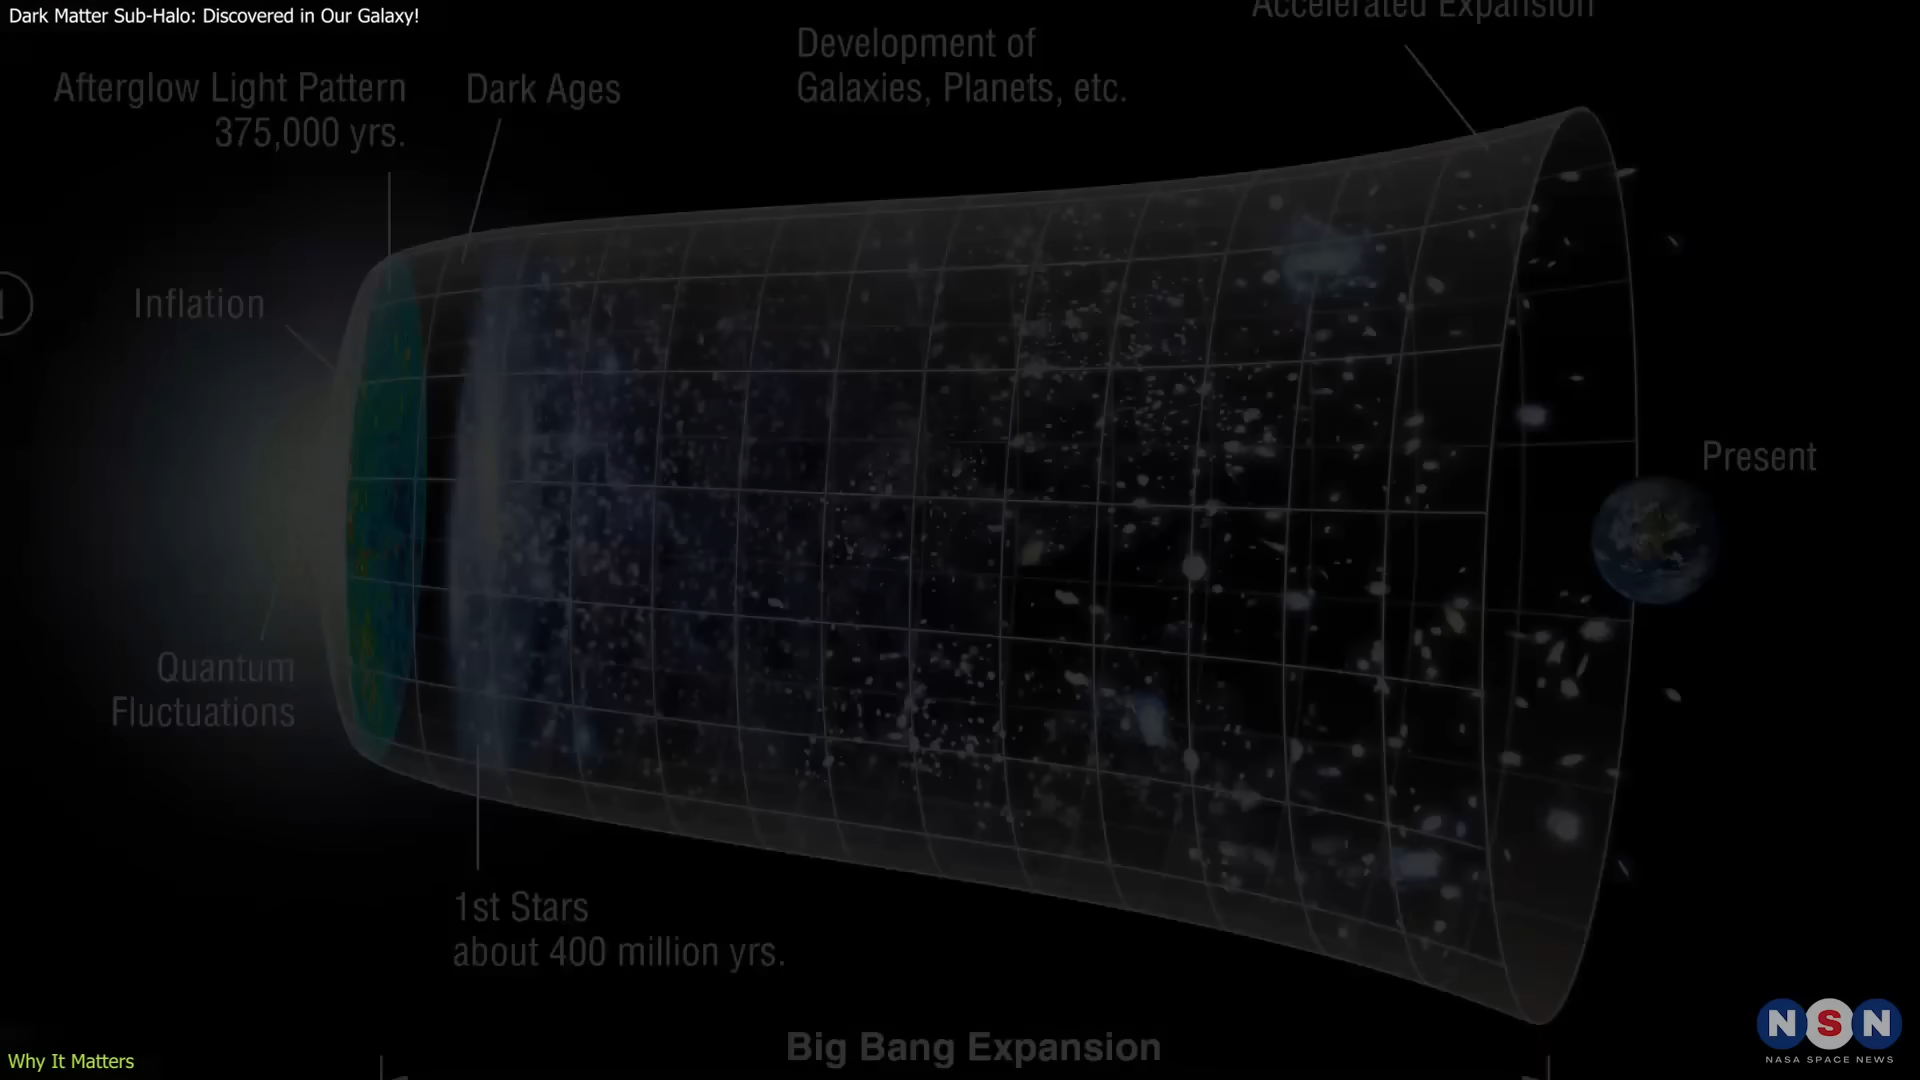 Dark Matter Sub-Halo: Discovered in Our Galaxy!
Accelerated Expansion
Development of
Galaxies, Planets, etc.
Afterglow Light Pattern
375,000 yrs.
Dark Ages
Inflation
Present
Quantum
Fluctuations
1st Stars
about 400 million yrs.
Big Bang Expansion
Why It Matters
NSN
NASA SPACE NEWS